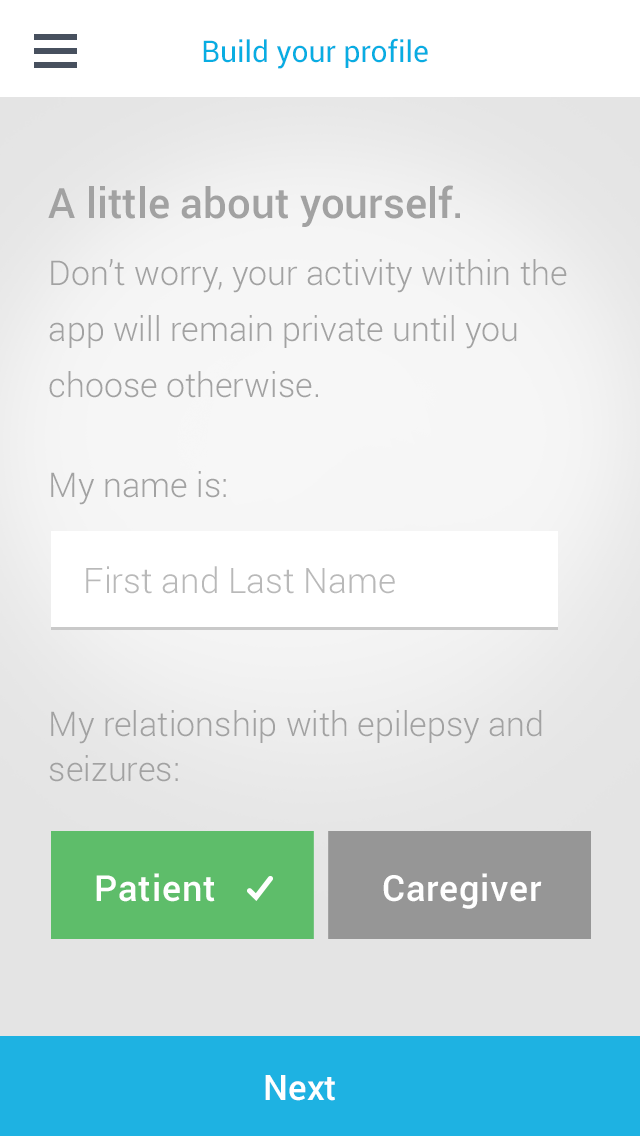 Build your profile
A little about yourself.
Don’t worry, your activity within the
app will remain private until you
choose otherwise.
My name is:
First and Last Name
My relationship with epilepsy and
seizures:
Patient
Caregiver
Next